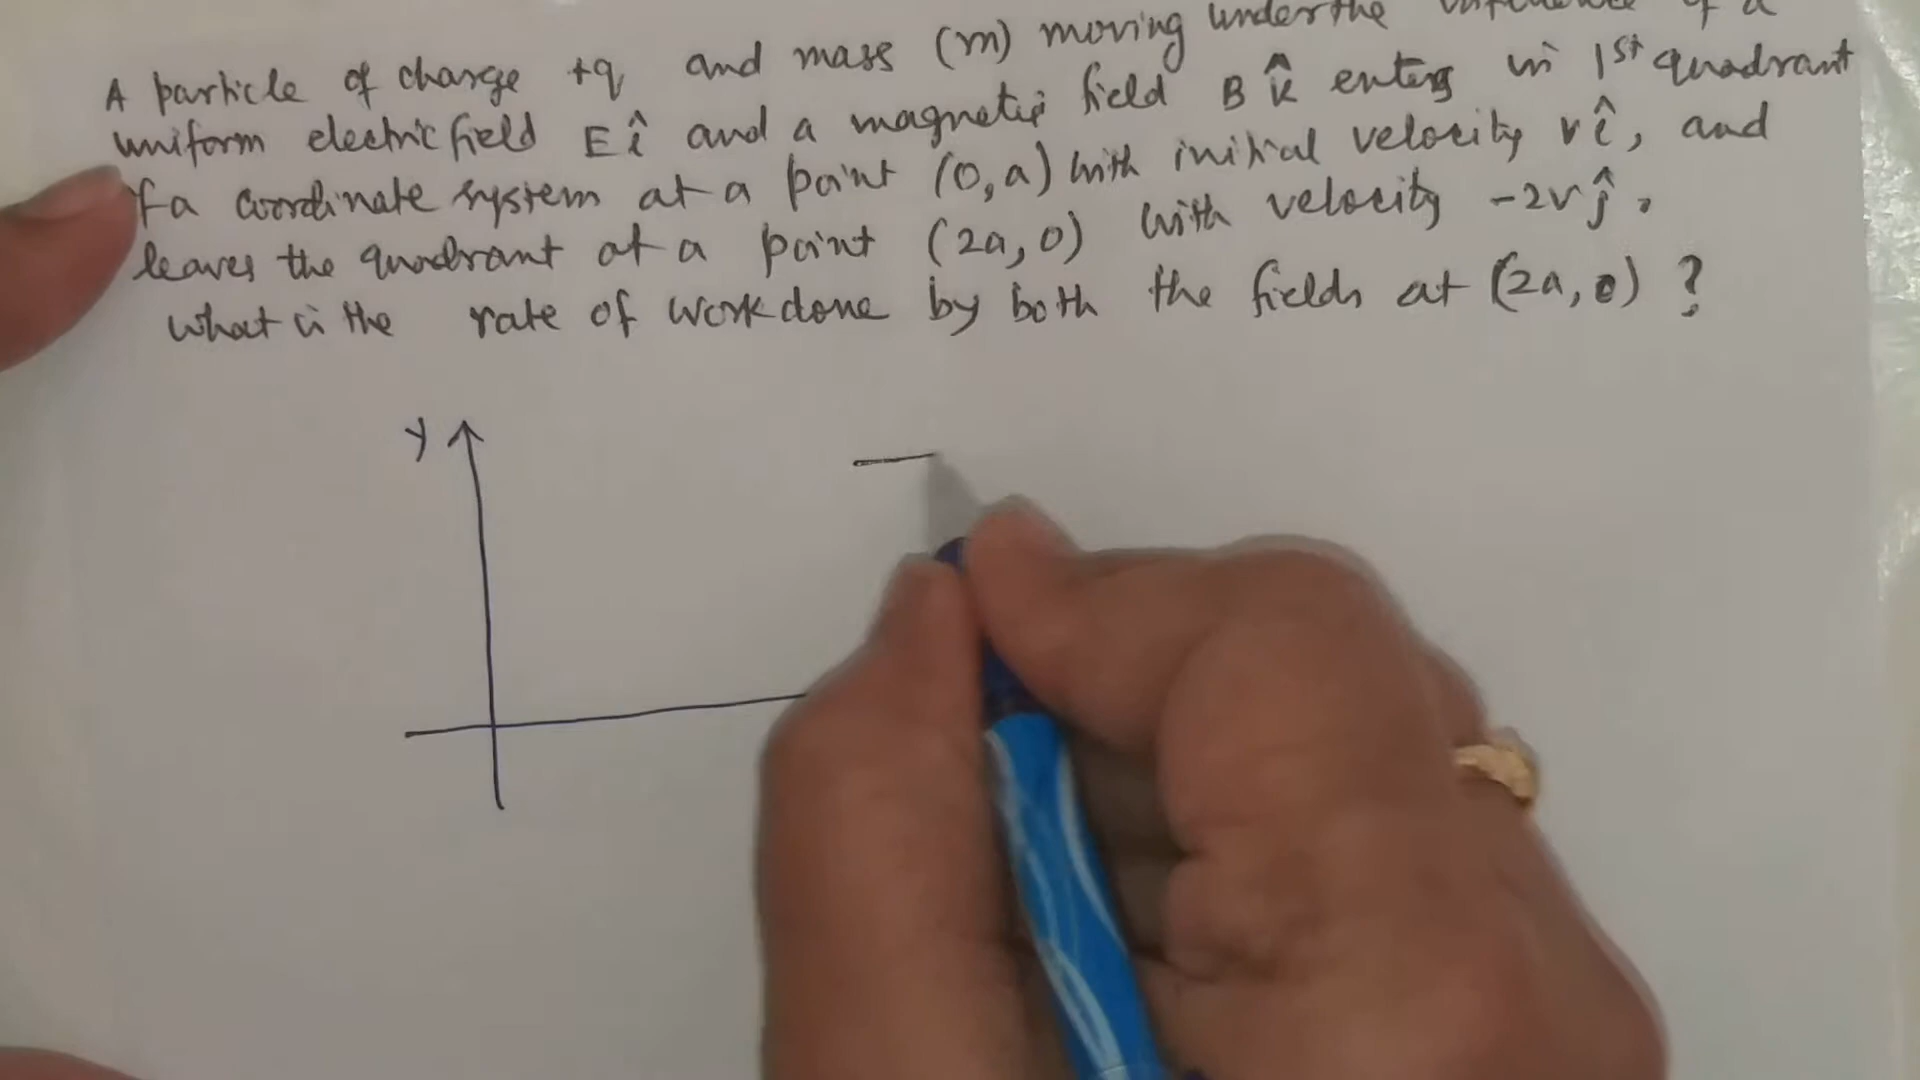 A particle of charge +q and mass (m) moving under the influence of a
uniform electric field E î and a magnetic field B k̂ enters in 1st quadrant
of a coordinate system at a point (0,a) with initial velocity v î, and
leaves the quadrant at a point (2a,0) with velocity -2v ĵ.
what is the rate of work done by both the fields at (2a,0) ?
y